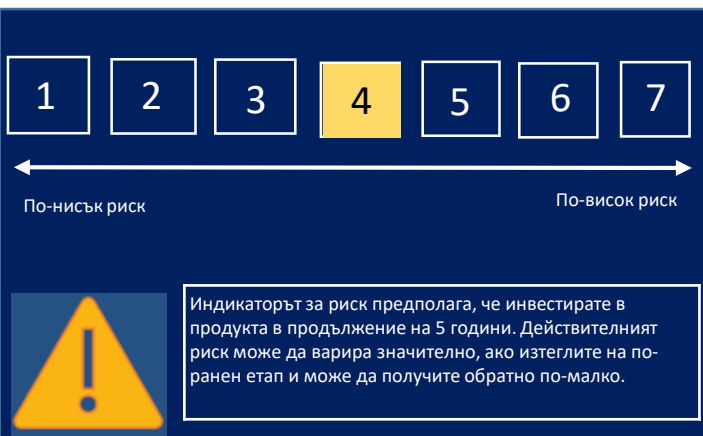 1 2 3 4 5 6 7
По-нисък риск По-висок риск
Индикаторът за риск предполага, че инвестирате в
продукта в продължение на 5 години. Действителният
риск може да варира значително, ако изтеглите на по-
ранен етап и може да получите обратно по-малко.